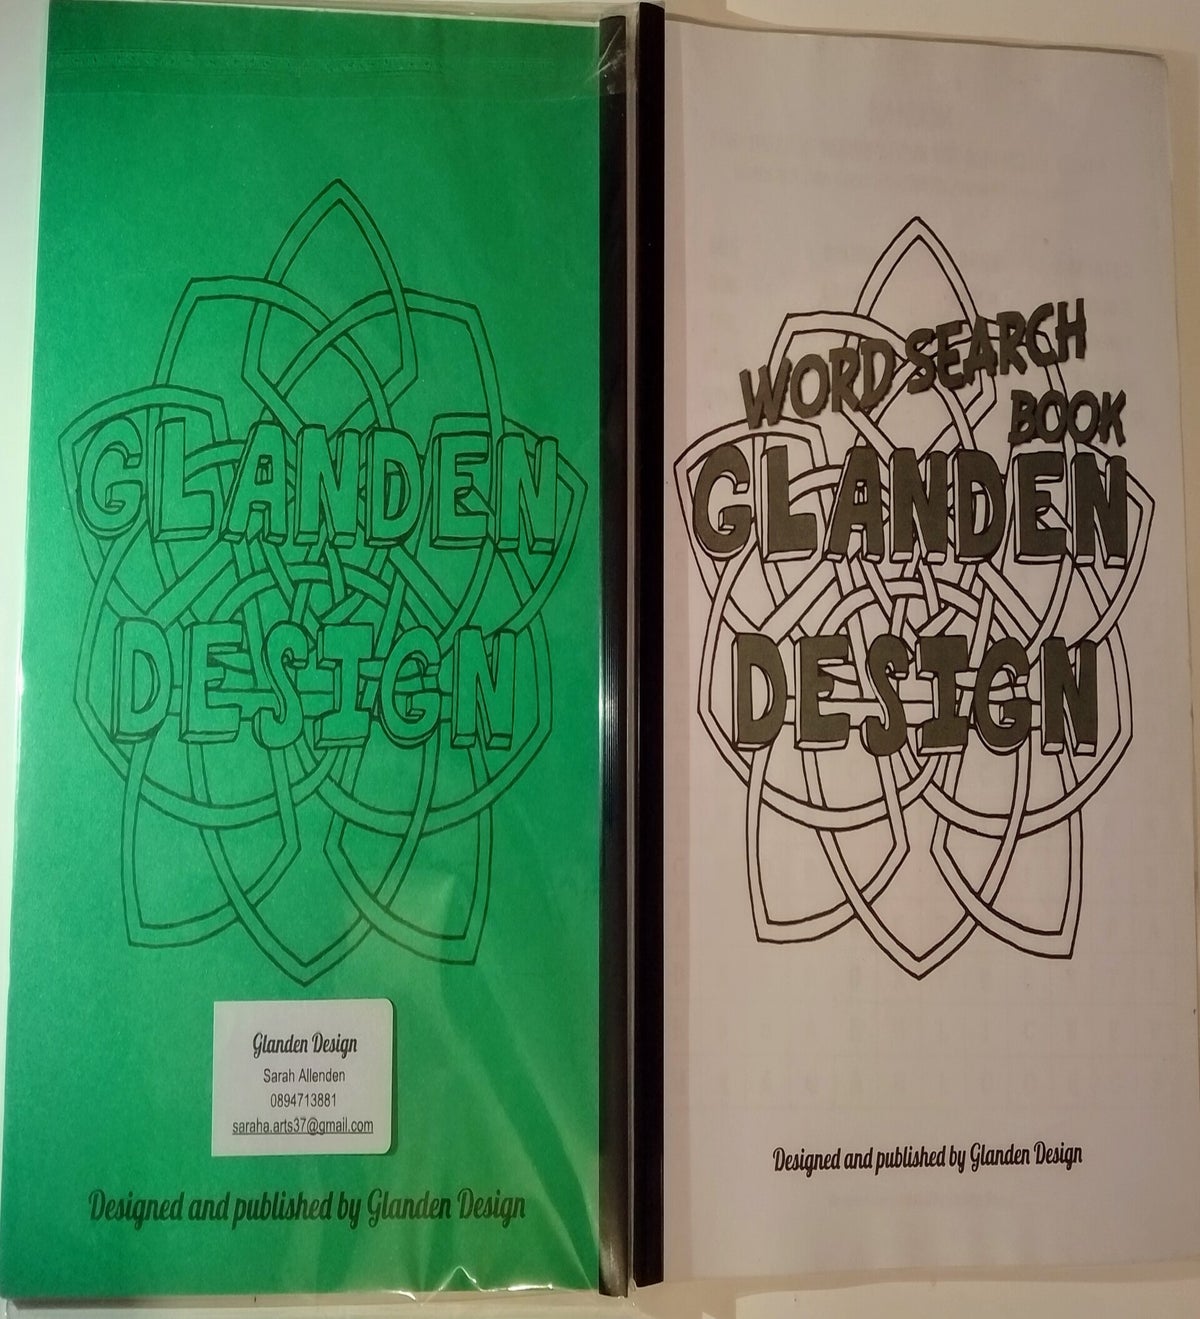 GLANDEN
DESIGN
Glanden Design
Sarah Allenden
0894713881
saraha.arts37@gmail.com
Designed and published by Glanden Design
WORD SEARCH
BOOK
GLANDEN
DESIGN
Designed and published by Glanden Design